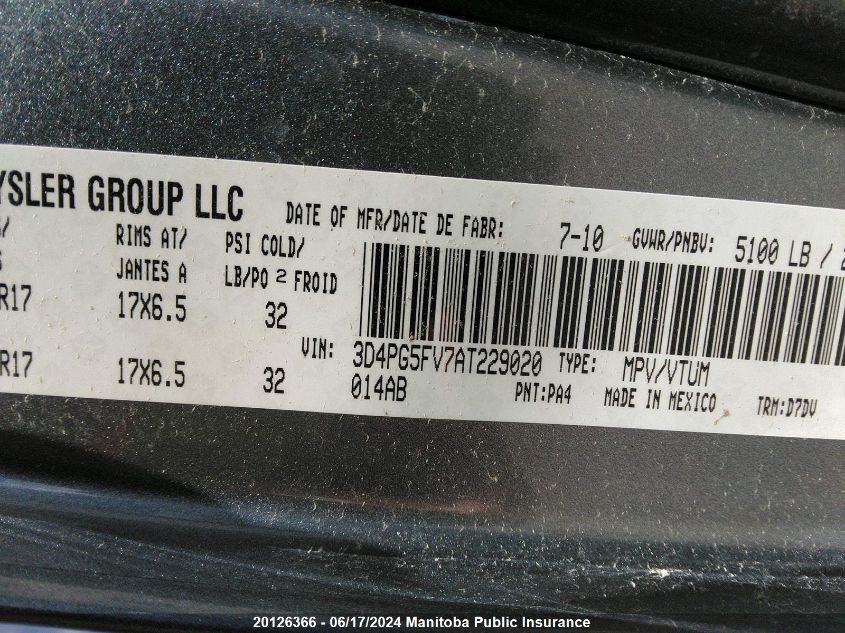 GROUP LLC DATE OF MFR/DATE DE FABR: 7-10 GVWR/PNBV: 5100 LB /
RIMS AT/ PSI COLD/
JANTES A LB/PO 2 FROID
R17 17X6.5 32
VIN: 3D4PG5FV7AT229020 TYPE: MPV/VTUM
R17 17X6.5 32 014AB PNT:PA4 MADE IN MEXICO TRM:D7DV
20126366 - 06/17/2024 Manitoba Public Insurance